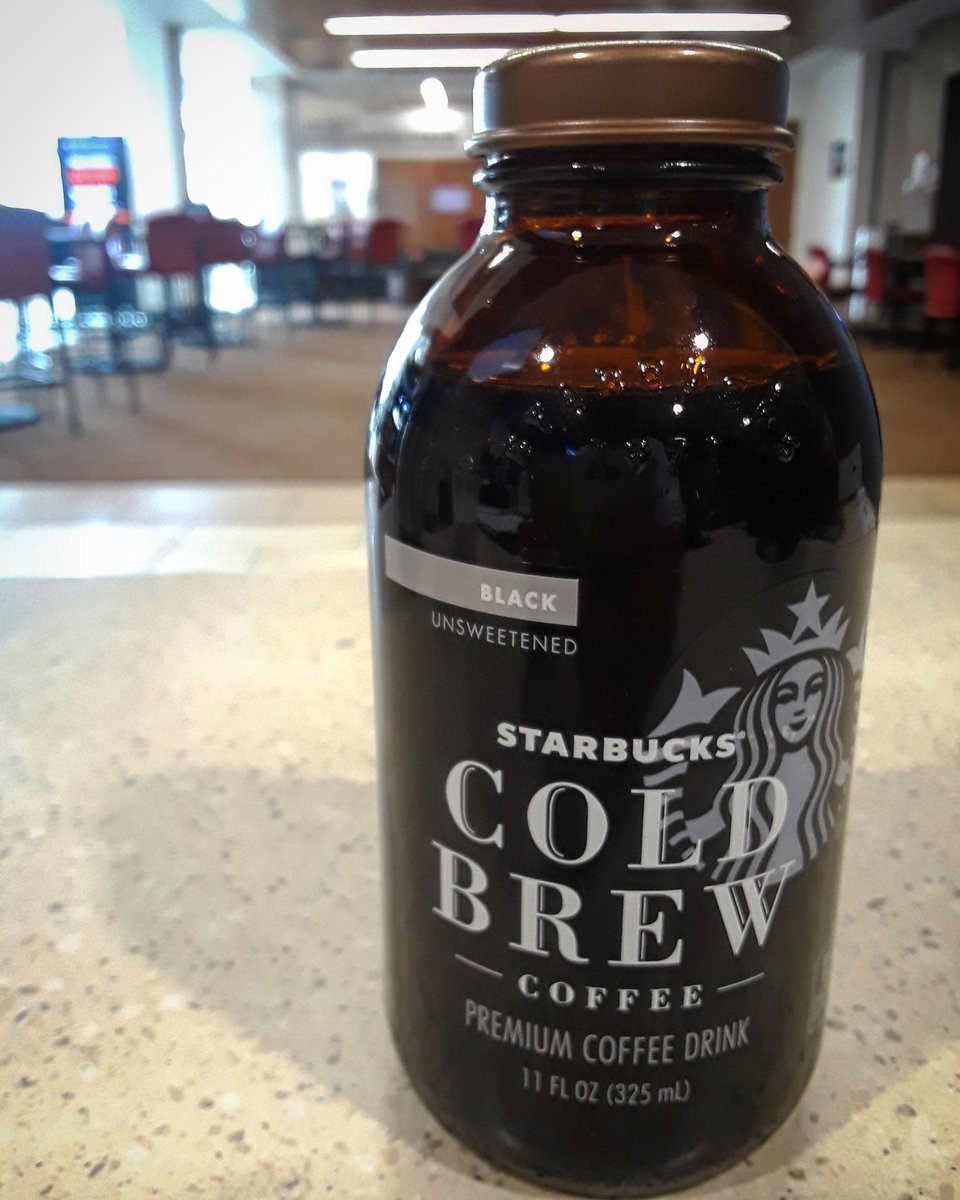 BLACK
UNSWEETENED
STARBUCKS®
COLD
BREW
COFFEE
PREMIUM COFFEE DRINK
11 FL OZ (325 mL)